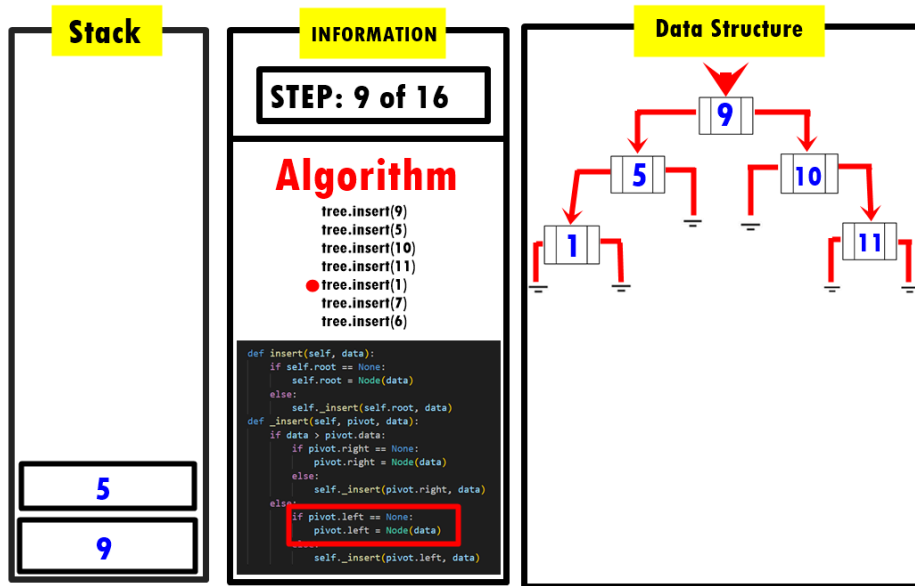 Stack
5
9
INFORMATION
STEP: 9 of 16
Algorithm
tree.insert(9)
tree.insert(5)
tree.insert(10)
tree.insert(11)
tree.insert(1)
tree.insert(7)
tree.insert(6)
def insert(self, data):
if self.root == None:
self.root = Node(data)
else:
self._insert(self.root, data)
def _insert(self, pivot, data):
if data > pivot.data:
if pivot.right == None:
pivot.right = Node(data)
else:
self._insert(pivot.right, data)
else:
if pivot.left == None:
pivot.left = Node(data)
else:
self._insert(pivot.left, data)
Data Structure
9
5
10
1
11